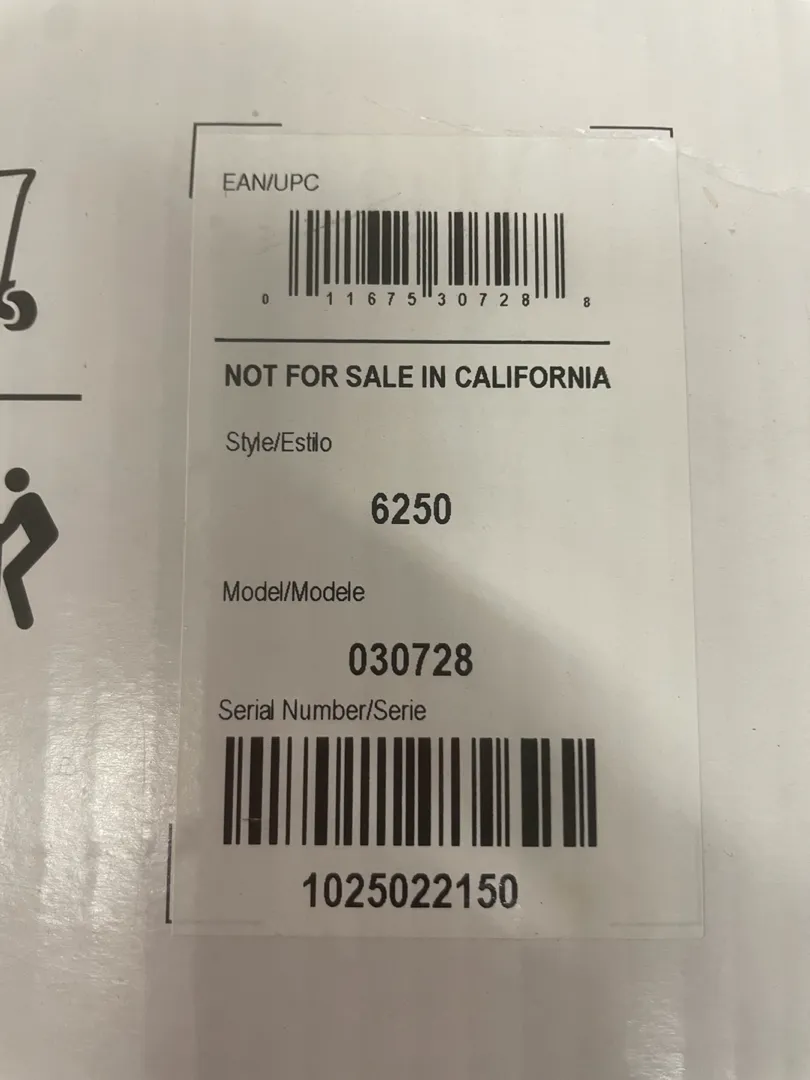 EAN/UPC
0 11675 30728 8
NOT FOR SALE IN CALIFORNIA
Style/Estilo
6250
Model/Modele
030728
Serial Number/Serie
1025022150